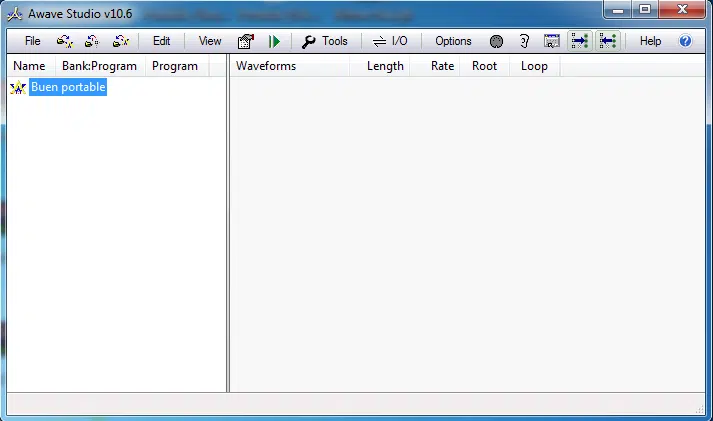 Awave Studio v10.6
File Edit View Tools I/O Options Help
Name Bank:Program Program Waveforms Length Rate Root Loop
Buen portable